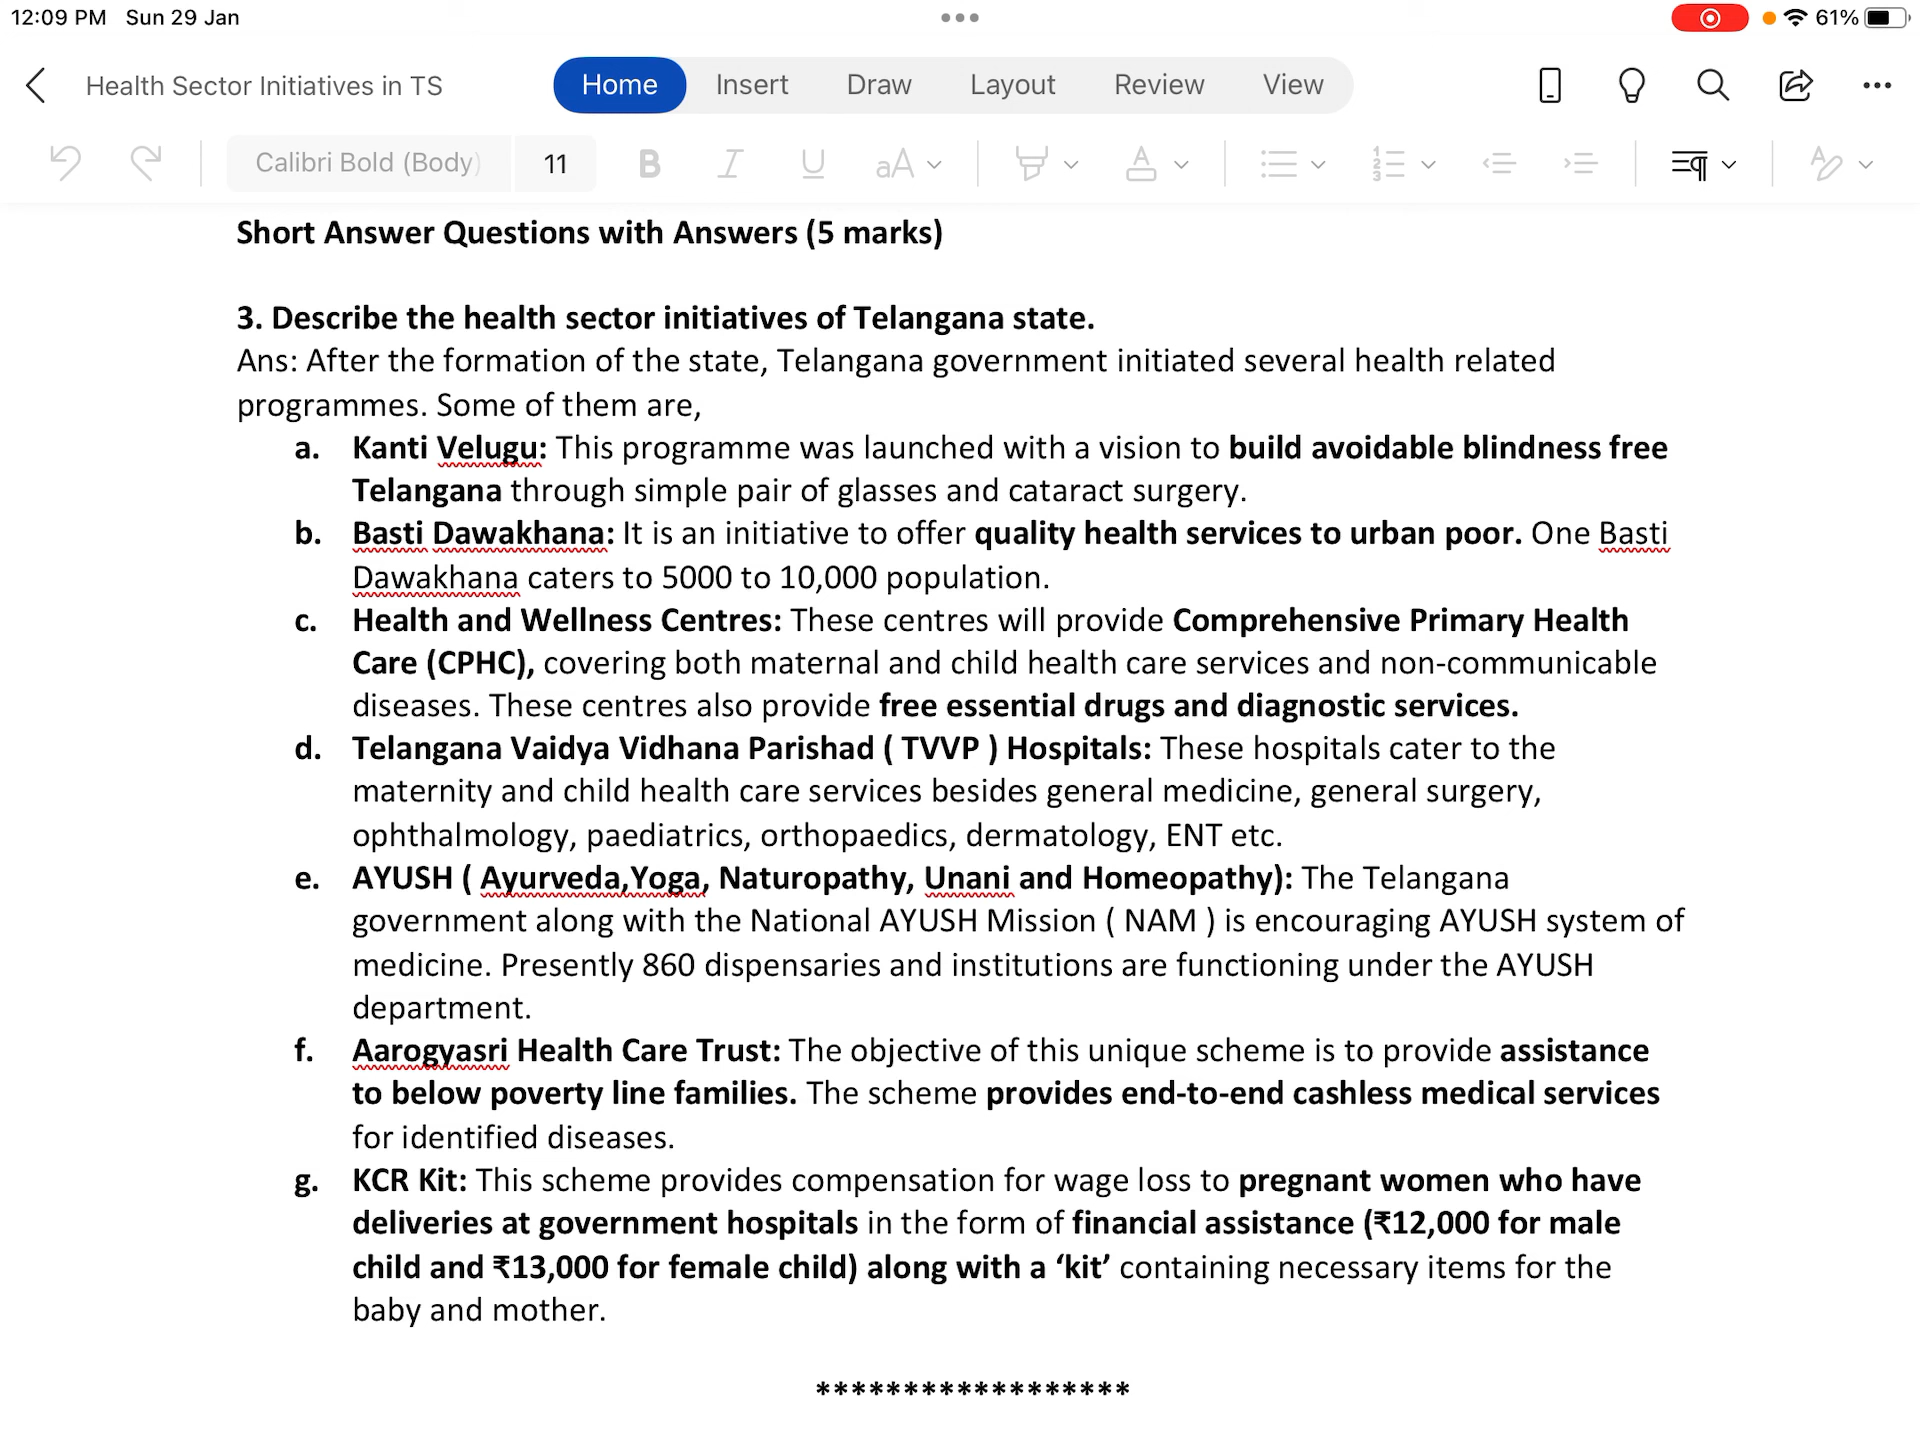 12:09 PM Sun 29 Jan
61%
Health Sector Initiatives in TS
Home Insert Draw Layout Review View
Calibri Bold (Body) 11 B I U aA A
Short Answer Questions with Answers (5 marks)
3. Describe the health sector initiatives of Telangana state.
Ans: After the formation of the state, Telangana government initiated several health related
programmes. Some of them are,
a. Kanti Velugu: This programme was launched with a vision to build avoidable blindness free
Telangana through simple pair of glasses and cataract surgery.
b. Basti Dawakhana: It is an initiative to offer quality health services to urban poor. One Basti
Dawakhana caters to 5000 to 10,000 population.
c. Health and Wellness Centres: These centres will provide Comprehensive Primary Health
Care (CPHC), covering both maternal and child health care services and non-communicable
diseases. These centres also provide free essential drugs and diagnostic services.
d. Telangana Vaidya Vidhana Parishad ( TVVP ) Hospitals: These hospitals cater to the
maternity and child health care services besides general medicine, general surgery,
ophthalmology, paediatrics, orthopaedics, dermatology, ENT etc.
e. AYUSH ( Ayurveda,Yoga, Naturopathy, Unani and Homeopathy): The Telangana
government along with the National AYUSH Mission ( NAM ) is encouraging AYUSH system of
medicine. Presently 860 dispensaries and institutions are functioning under the AYUSH
department.
f. Aarogyasri Health Care Trust: The objective of this unique scheme is to provide assistance
to below poverty line families. The scheme provides end-to-end cashless medical services
for identified diseases.
g. KCR Kit: This scheme provides compensation for wage loss to pregnant women who have
deliveries at government hospitals in the form of financial assistance (₹12,000 for male
child and ₹13,000 for female child) along with a ‘kit’ containing necessary items for the
baby and mother.
******************